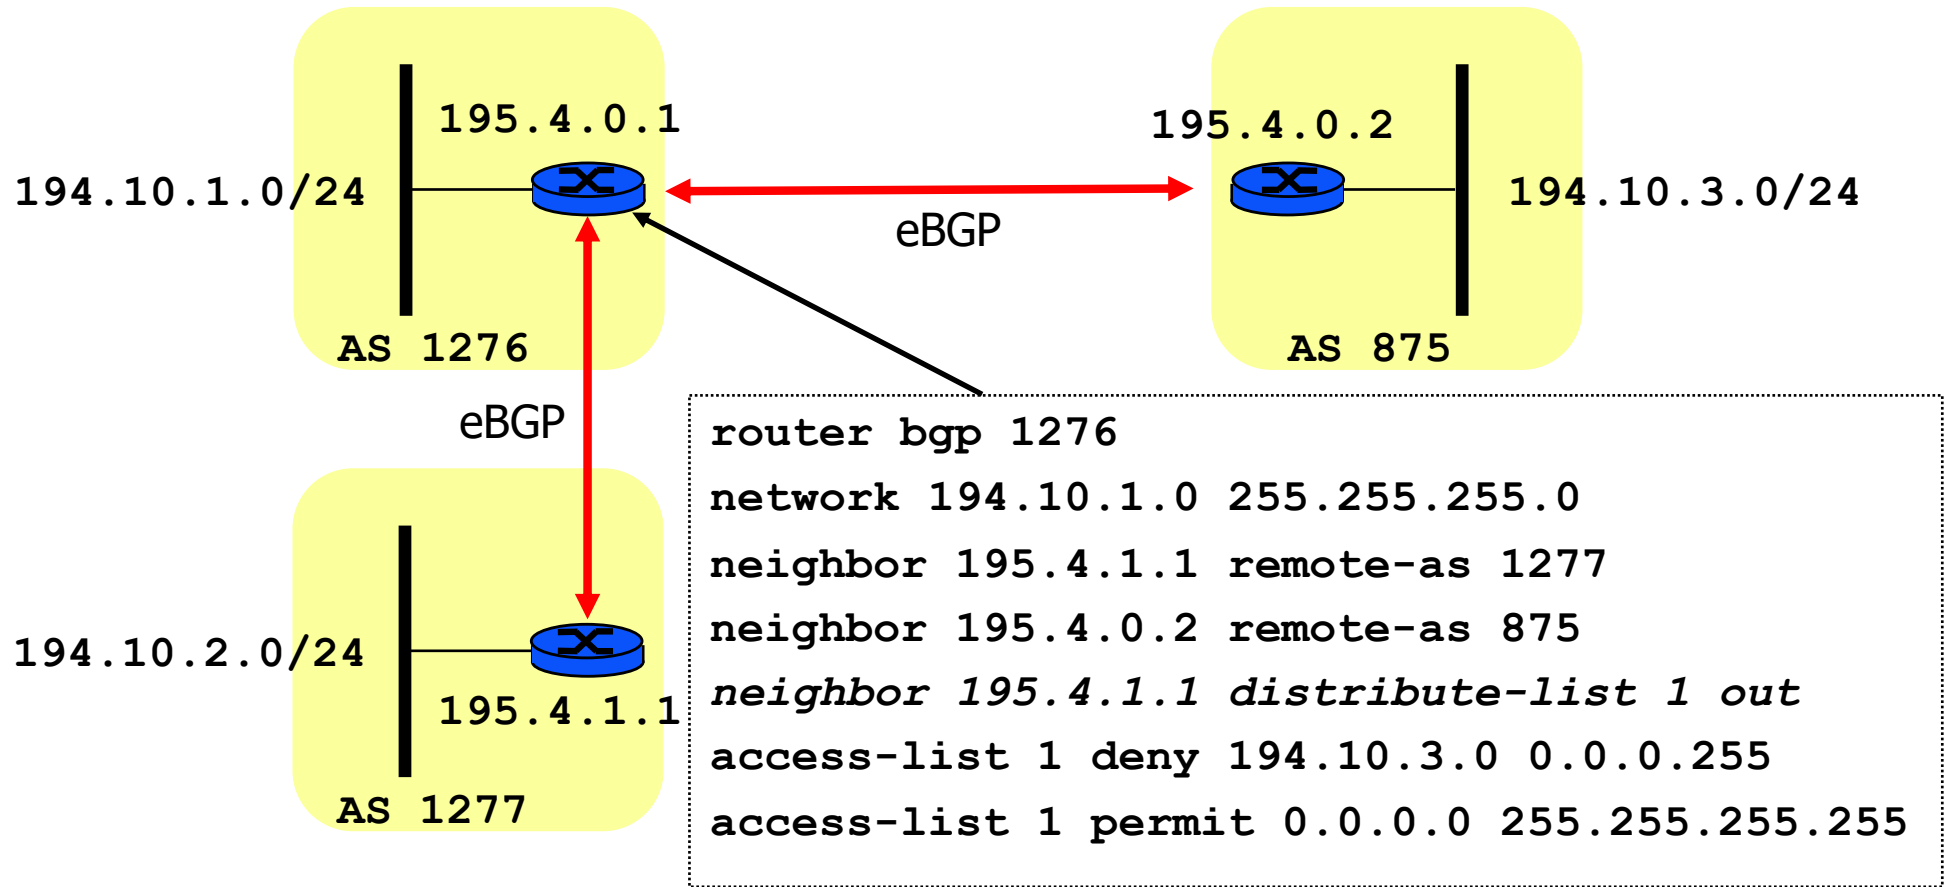 195.4.0.1
195.4.0.2
194.10.1.0/24
194.10.3.0/24
eBGP
AS 1276
AS 875
eBGP
router bgp 1276
network 194.10.1.0 255.255.255.0
neighbor 195.4.1.1 remote-as 1277
neighbor 195.4.0.2 remote-as 875
194.10.2.0/24
neighbor 195.4.1.1 distribute-list 1 out
195.4.1.1
access-list 1 deny 194.10.3.0 0.0.0.255
AS 1277
access-list 1 permit 0.0.0.0 255.255.255.255